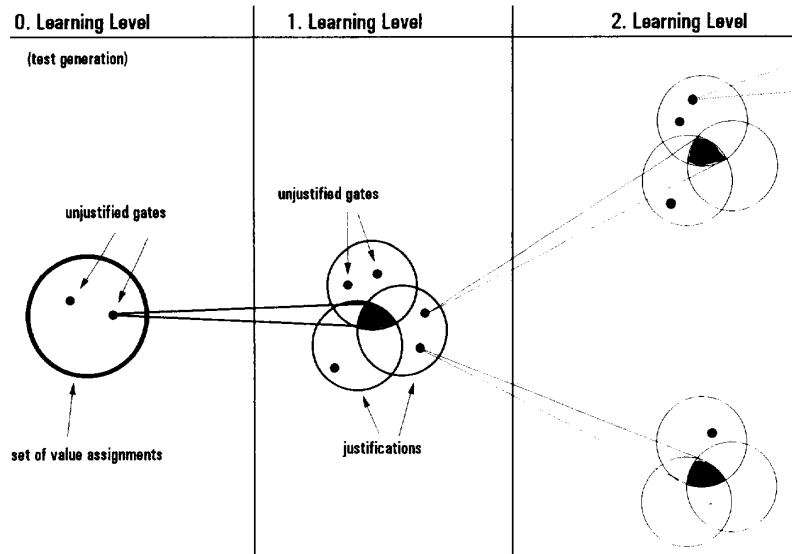 0. Learning Level
1. Learning Level
2. Learning Level
(test generation)
unjustified gates
unjustified gates
set of value assignments
justifications